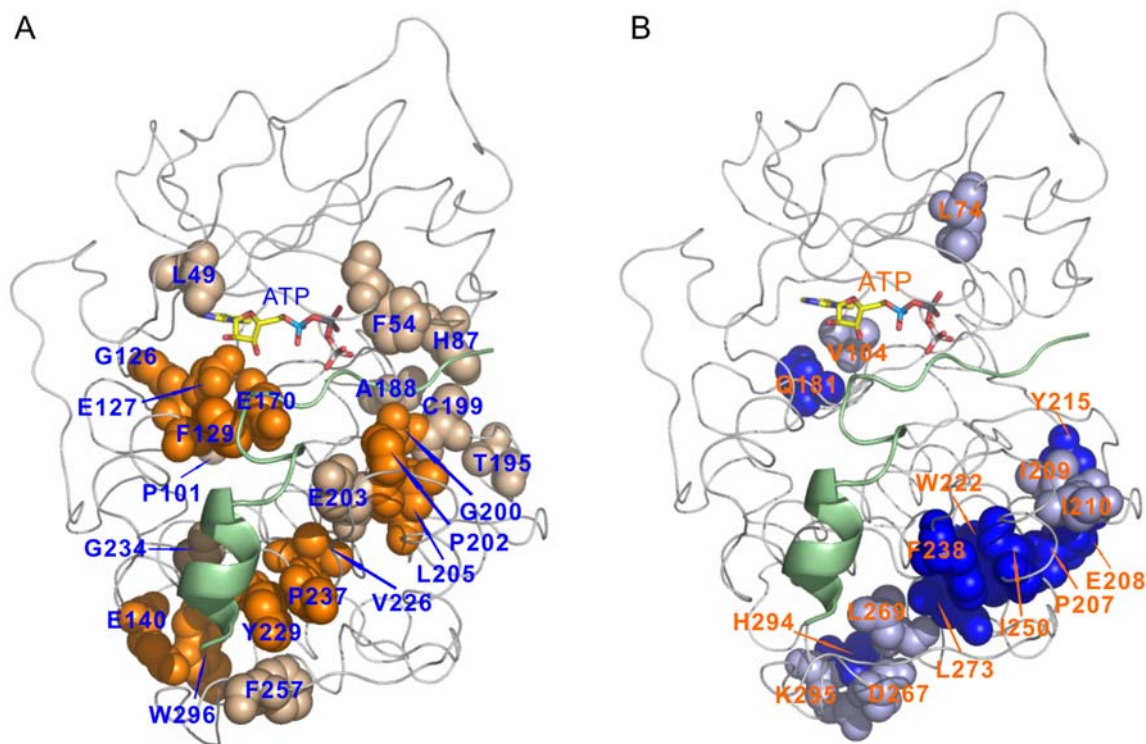 A
L49
ATP
F54
H87
G126
A188
E127
E170
C199
F129
T195
P101
E203
G200
G234
P202
L205
P237
V226
E140
Y229
F257
W296
B
L74
ATP
V104
Q181
Y215
I209
W222
I210
F238
E208
P207
H294
L269
I250
L273
K295
D267